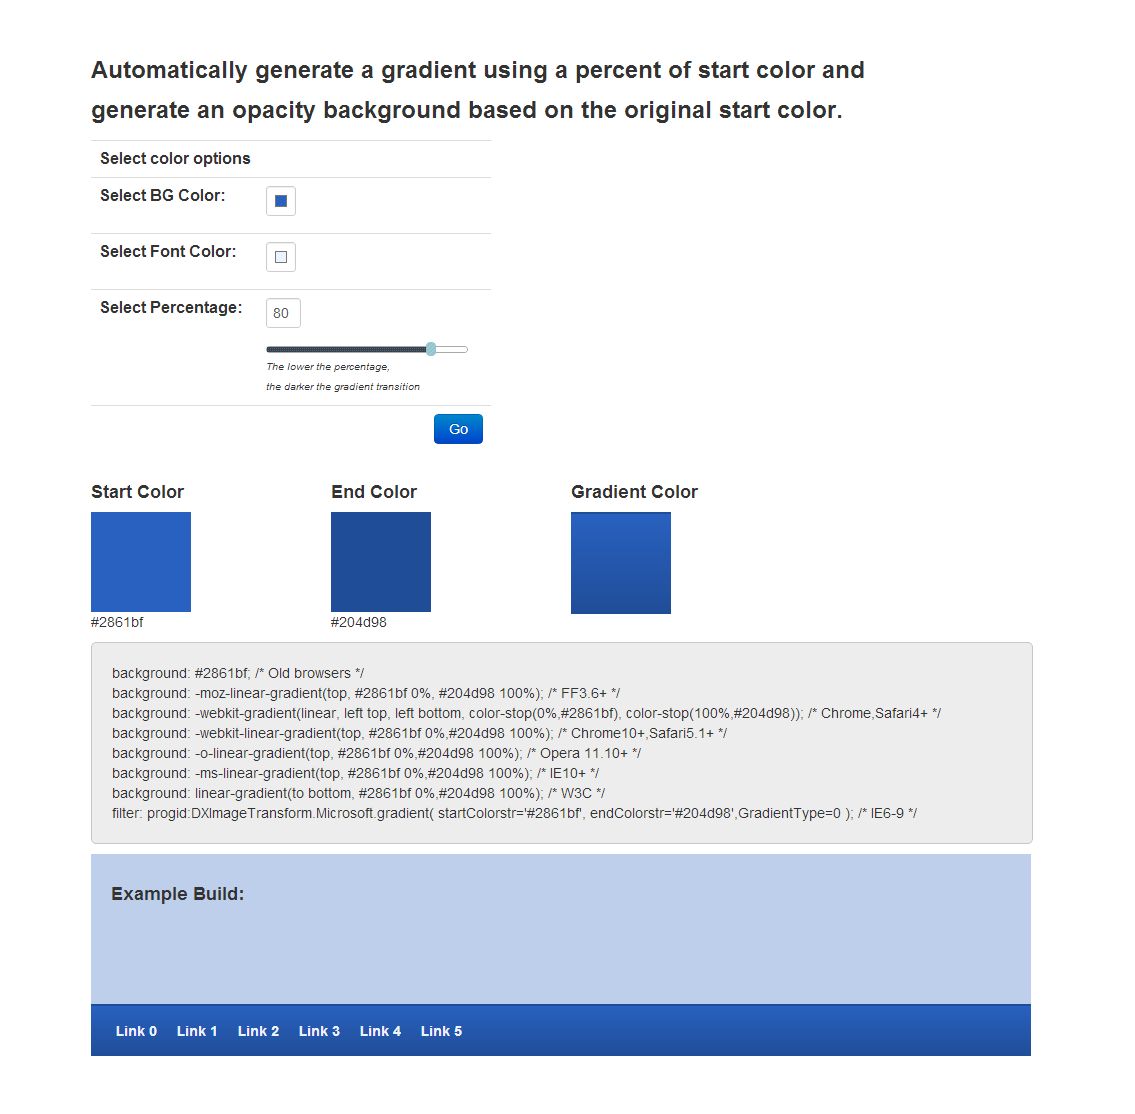 Automatically generate a gradient using a percent of start color and
generate an opacity background based on the original start color.
Select color options
Select BG Color:
Select Font Color:
Select Percentage:
80
The lower the percentage,
the darker the gradient transition
Go
Start Color
End Color
Gradient Color
#2861bf
#204d98
background: #2861bf; /* Old browsers */
background: -moz-linear-gradient(top, #2861bf 0%, #204d98 100%); /* FF3.6+ */
background: -webkit-gradient(linear, left top, left bottom, color-stop(0%,#2861bf), color-stop(100%,#204d98)); /* Chrome,Safari4+ */
background: -webkit-linear-gradient(top, #2861bf 0%,#204d98 100%); /* Chrome10+,Safari5.1+ */
background: -o-linear-gradient(top, #2861bf 0%,#204d98 100%); /* Opera 11.10+ */
background: -ms-linear-gradient(top, #2861bf 0%,#204d98 100%); /* IE10+ */
background: linear-gradient(to bottom, #2861bf 0%,#204d98 100%); /* W3C */
filter: progid:DXImageTransform.Microsoft.gradient( startColorstr='#2861bf', endColorstr='#204d98',GradientType=0 ); /* IE6-9 */
Example Build:
Link 0 Link 1 Link 2 Link 3 Link 4 Link 5